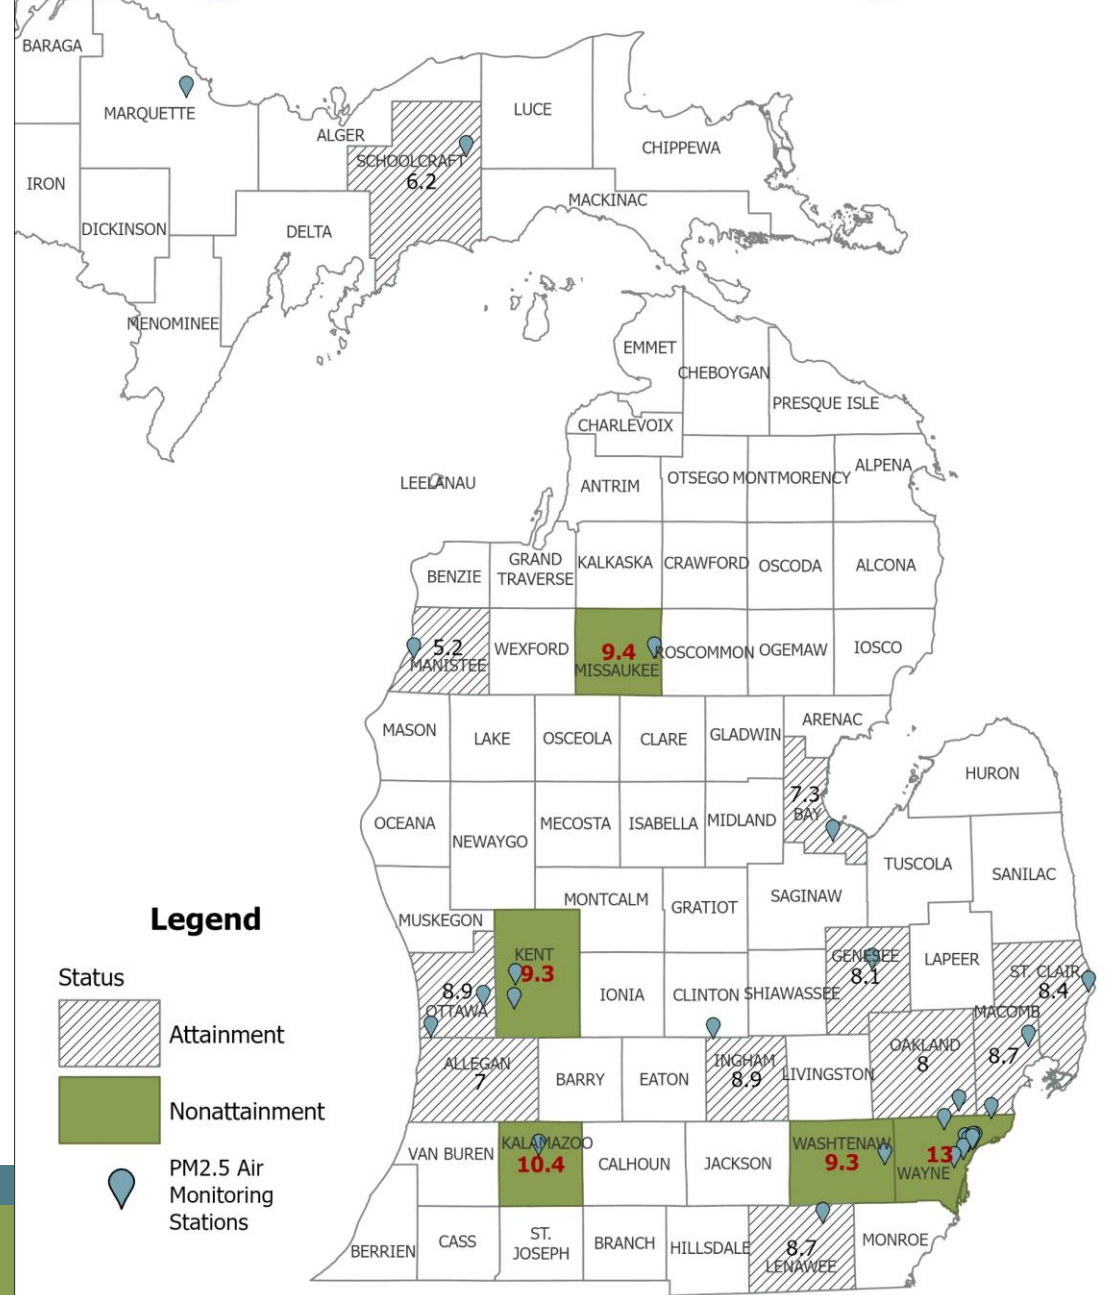 BARAGA
MARQUETTE
ALGER
LUCE
CHIPPEWA
SCHOOLCRAFT
6.2
IRON
DICKINSON
DELTA
MACKINAC
MENOMINEE
EMMET
CHEBOYGAN
PRESQUE ISLE
CHARLEVOIX
LEELANAU
ANTRIM
OTSEGO
MONTMORENCY
ALPENA
BENZIE
GRAND
TRAVERSE
KALKASKA
CRAWFORD
OSCODA
ALCONA
5.2
MANISTEE
WEXFORD
9.4
MISSAUKEE
ROSCOMMON
OGEMAW
IOSCO
MASON
LAKE
OSCEOLA
CLARE
GLADWIN
ARENAC
HURON
OCEANA
NEWAYGO
MECOSTA
ISABELLA
MIDLAND
7.3
BAY
TUSCOLA
SANILAC
MUSKEGON
MONTCALM
GRATIOT
SAGINAW
KENT
9.3
8.9
OTTAWA
IONIA
CLINTON
SHIAWASSEE
GENESEE
8.1
LAPEER
ST. CLAIR
8.4
MACOMB
8.7
OAKLAND
8
ALLEGAN
7
BARRY
EATON
INGHAM
8.9
LIVINGSTON
VAN BUREN
KALAMAZOO
10.4
CALHOUN
JACKSON
WASHTENAW
9.3
13
WAYNE
BERRIEN
CASS
ST.
JOSEPH
BRANCH
HILLSDALE
8.7
LENAWEE
MONROE
Legend
Status
Attainment
Nonattainment
PM2.5 Air
Monitoring
Stations